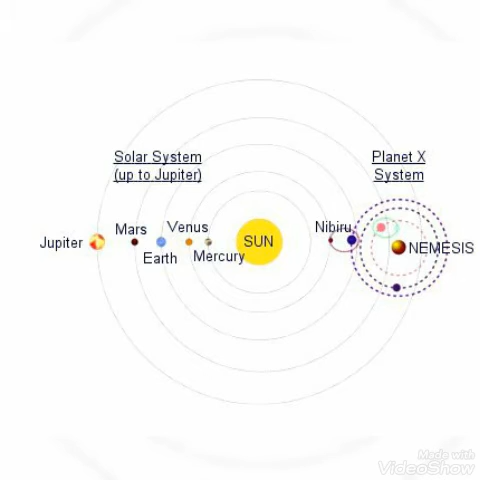 Solar System
(up to Jupiter)
Planet X
System
Mars
Venus
Nibiru
Jupiter
SUN
NEMESIS
Earth
Mercury
Made with
VideoShow